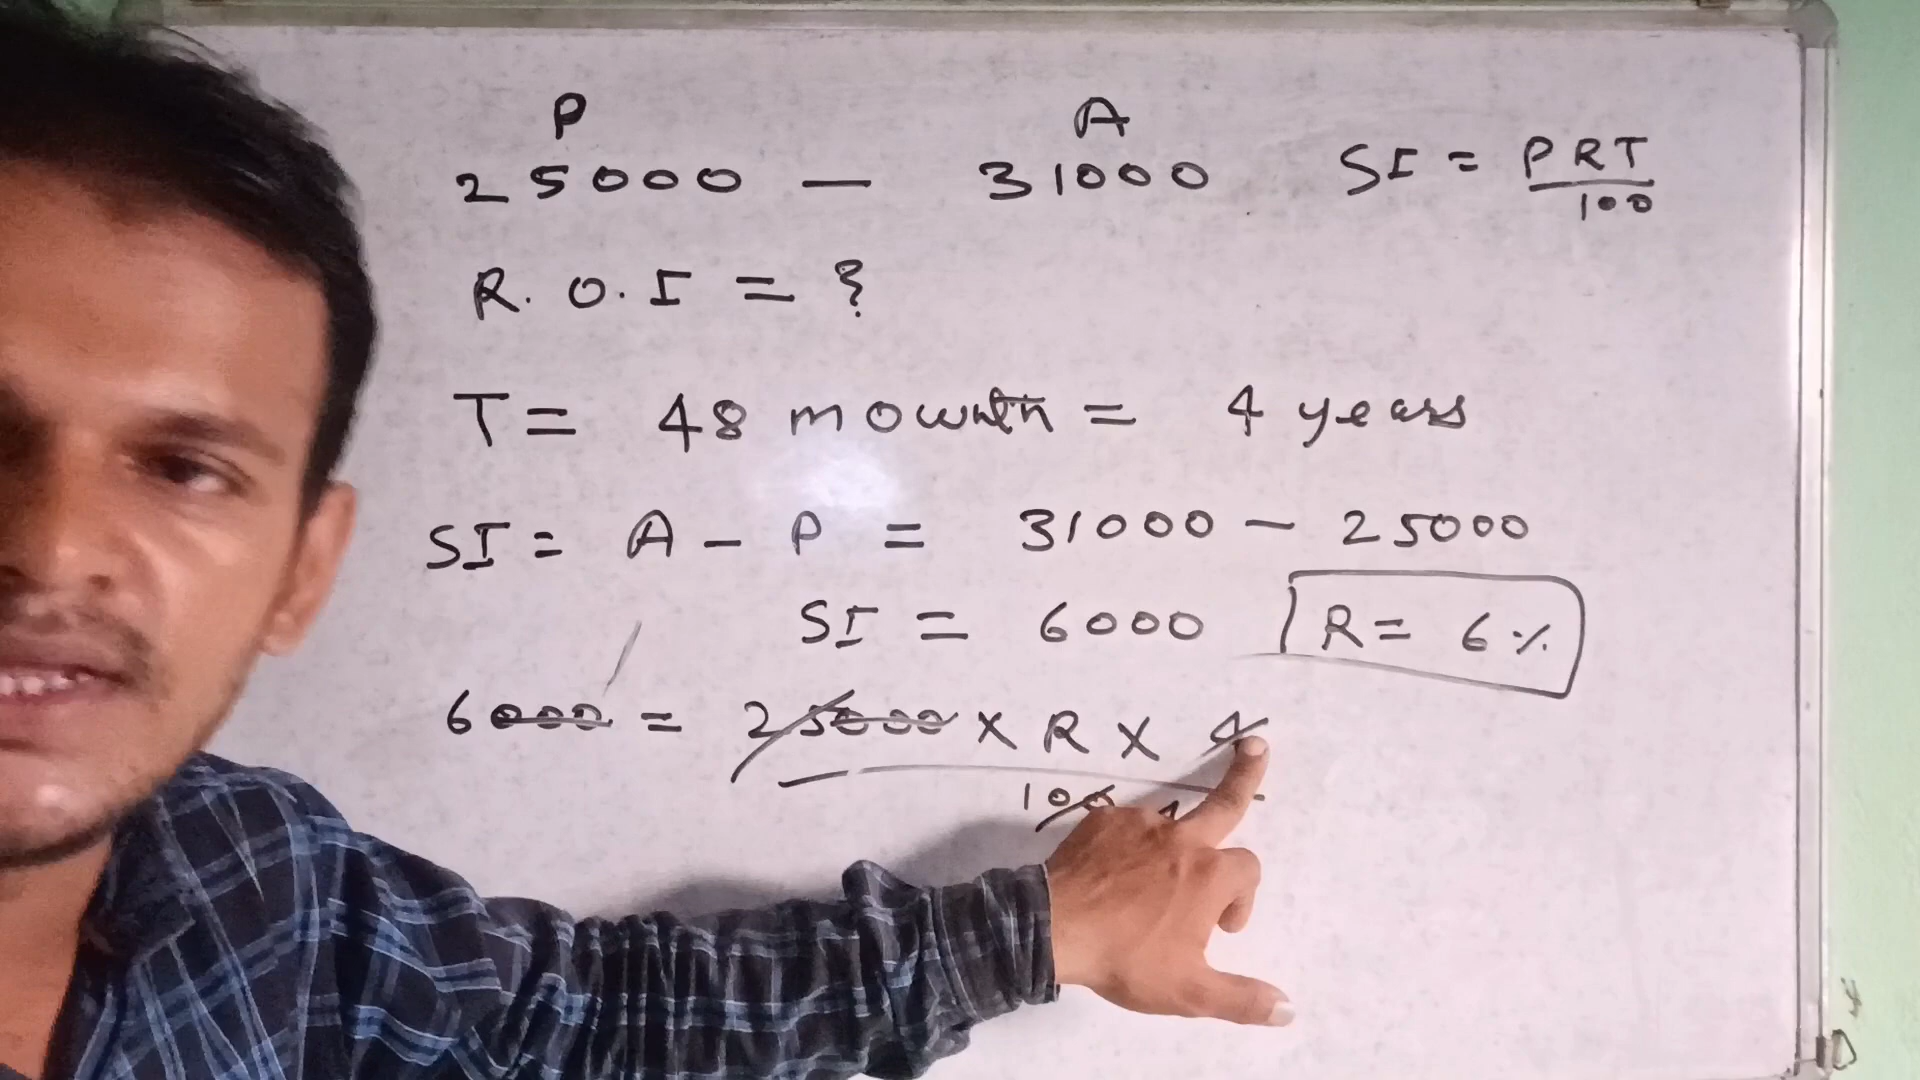 P A
25000 — 31000 SI = PRT/100
R. O. I = ?
T = 48 mownth = 4 years
SI = A - P = 31000 - 25000
SI = 6000 R = 6%
6000 = 25000 x R x 4
100